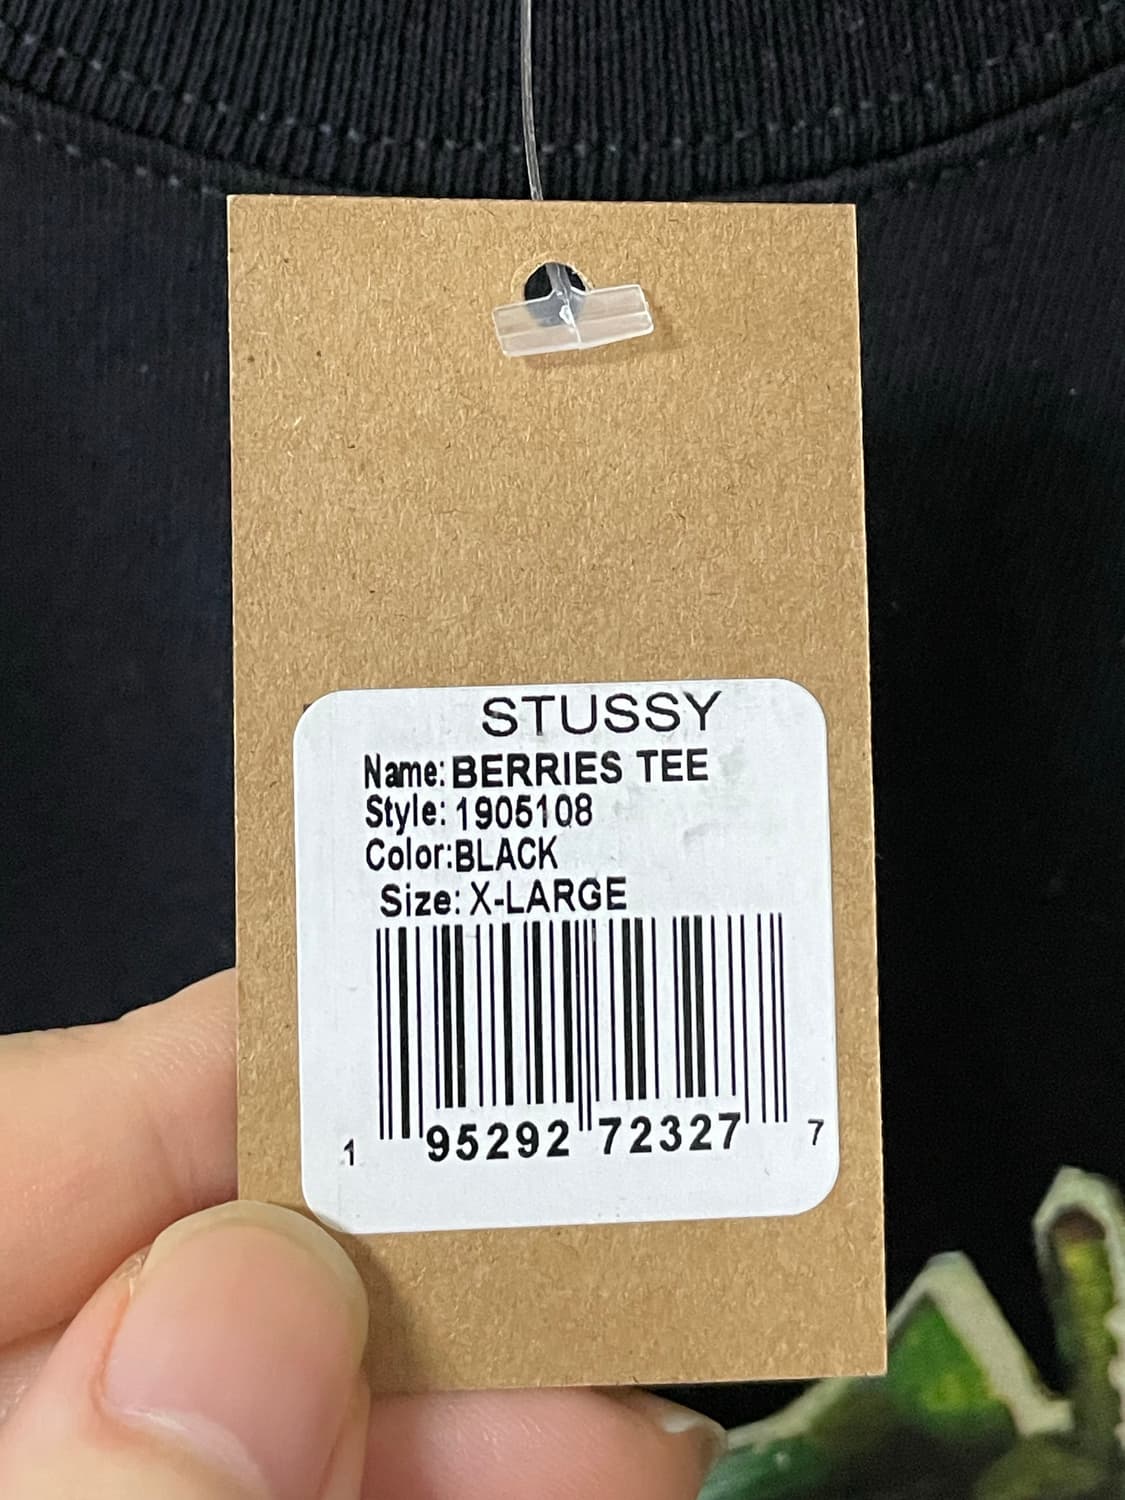 STUSSY
Name: BERRIES TEE
Style: 1905108
Color: BLACK
Size: X-LARGE
1 95292 72327 7